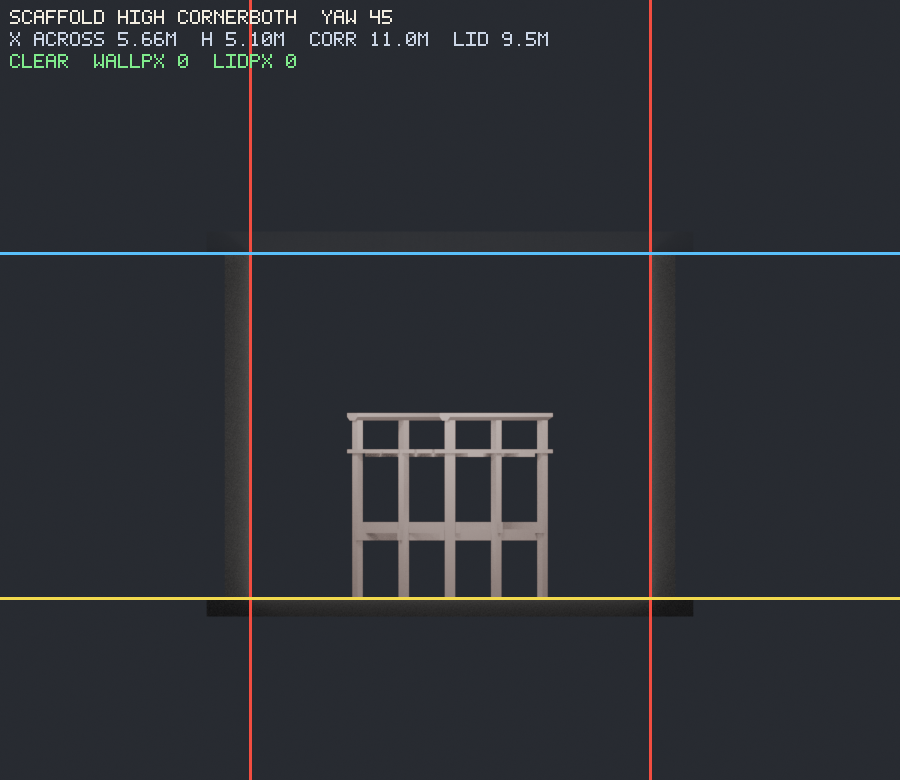 SCAFFOLD HIGH CORNERBOTH  YAW 45
X ACROSS 5.66M  H 5.10M  CORR 11.0M  LID 9.5M
CLEAR  WALLPX 0  LIDPX 0